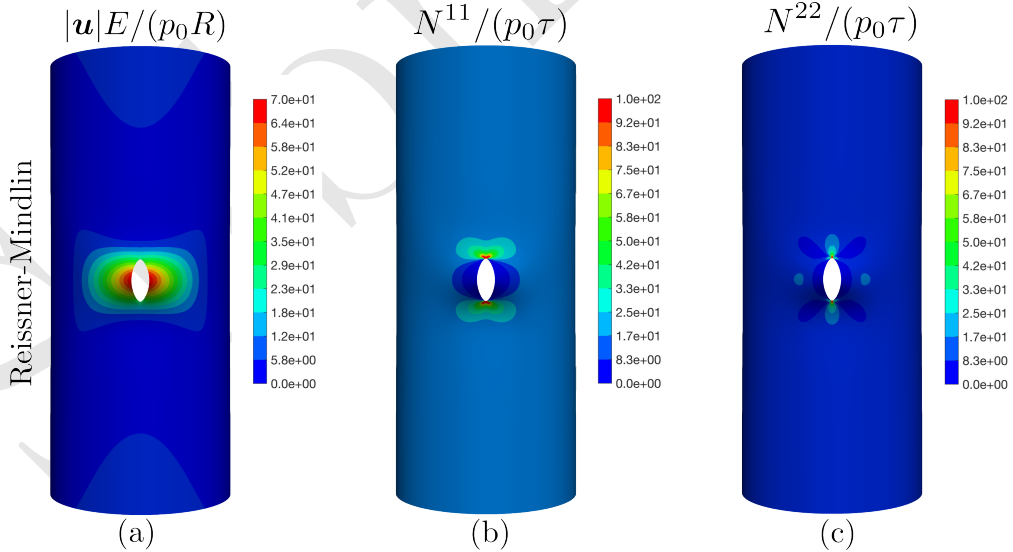 |u|E/(p₀R) N¹¹/(p₀τ) N²²/(p₀τ)
Reissner-Mindlin
7.0e+01
6.4e+01
5.8e+01
5.2e+01
4.7e+01
4.1e+01
3.5e+01
2.9e+01
2.3e+01
1.8e+01
1.2e+01
5.8e+00
0.0e+00
1.0e+02
9.2e+01
8.3e+01
7.5e+01
6.7e+01
5.8e+01
5.0e+01
4.2e+01
3.3e+01
2.5e+01
1.7e+01
8.3e+00
0.0e+00
1.0e+02
9.2e+01
8.3e+01
7.5e+01
6.7e+01
5.8e+01
5.0e+01
4.2e+01
3.3e+01
2.5e+01
1.7e+01
8.3e+00
0.0e+00
(a) (b) (c)